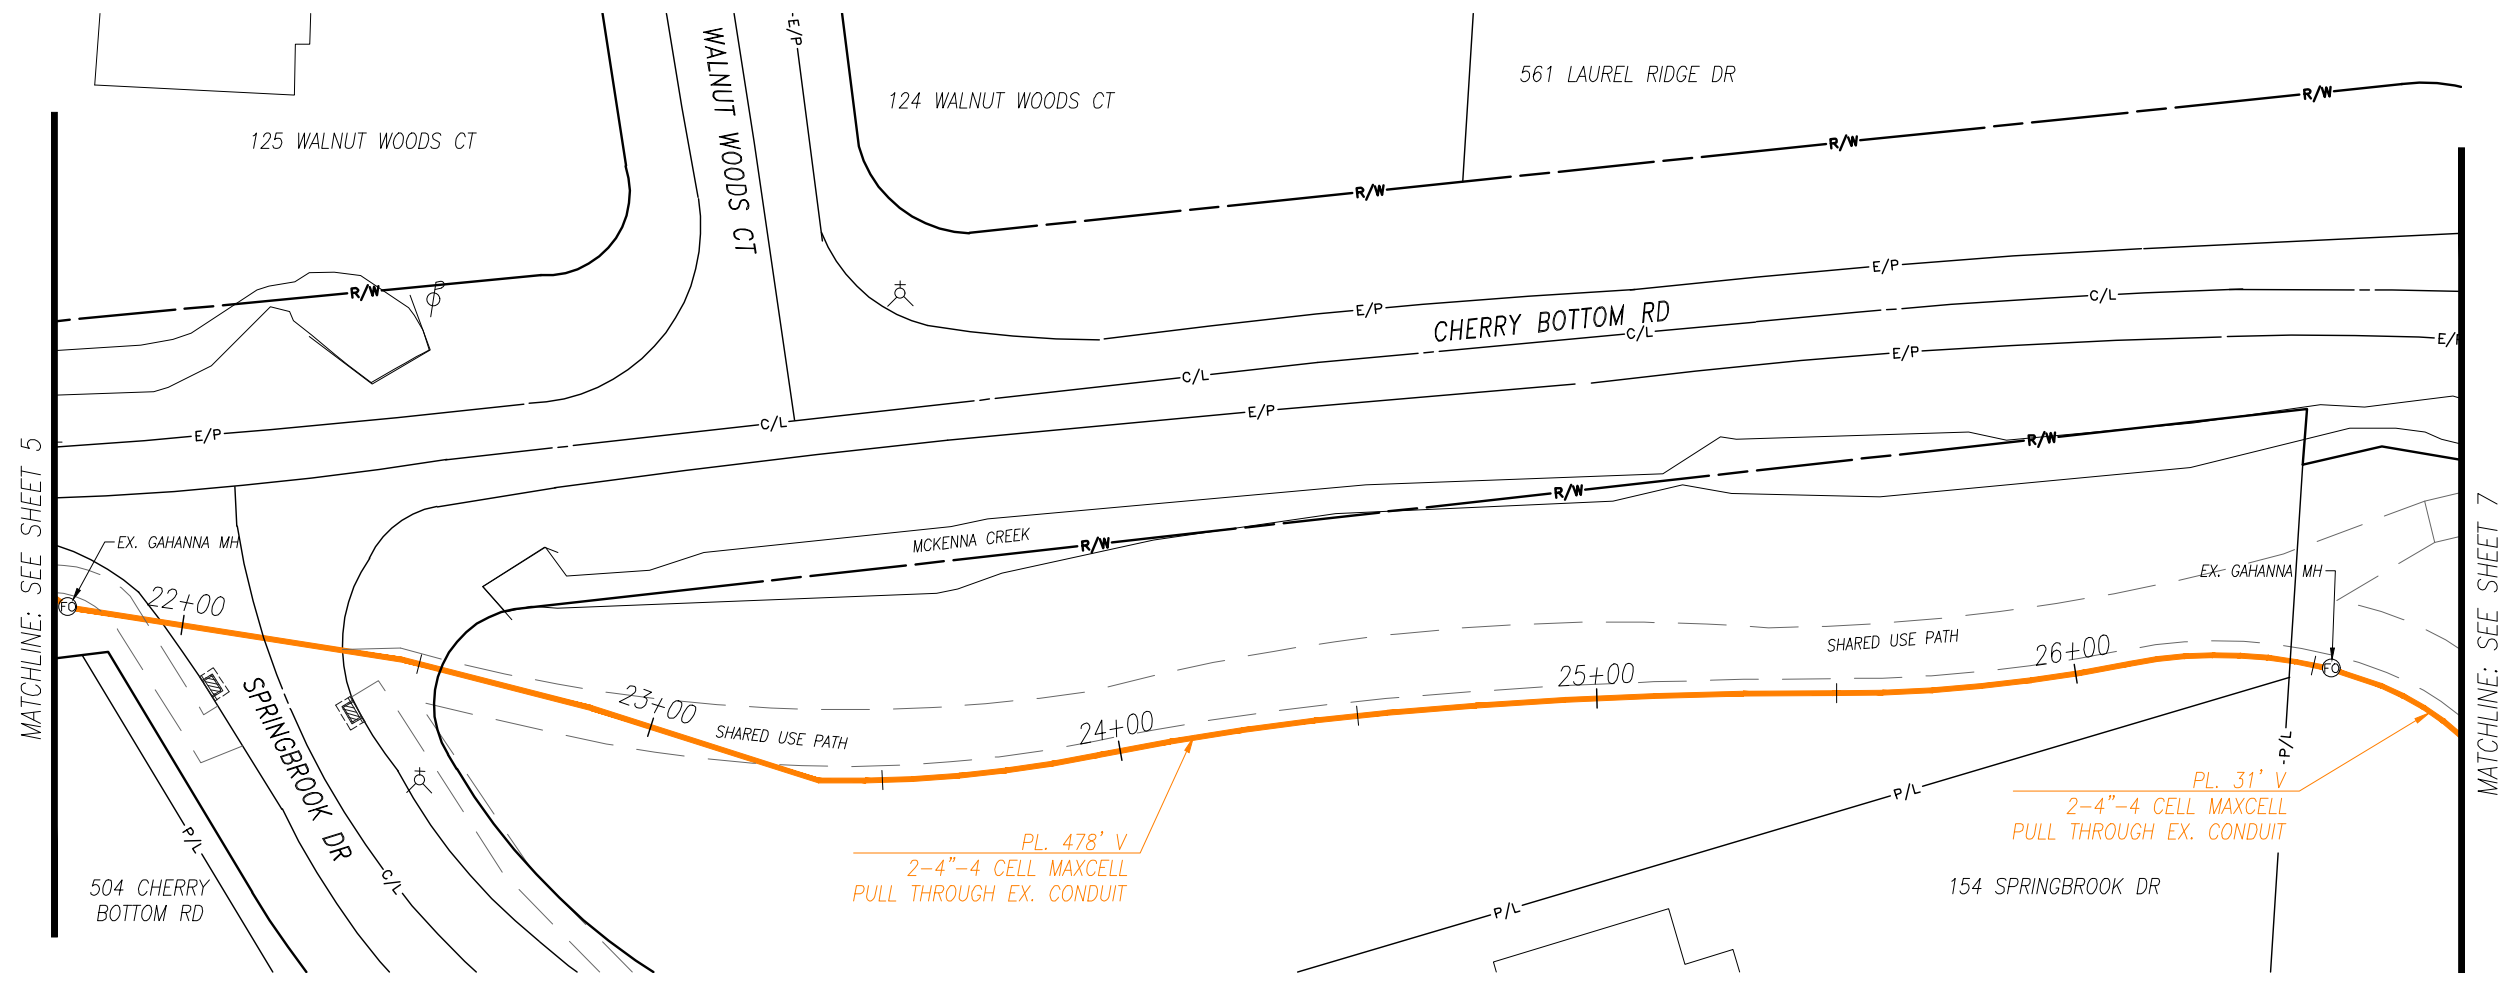 E/P
WALNUT WOODS CT
561 LAUREL RIDGE DR
124 WALNUT WOODS CT
125 WALNUT WOODS CT
R/W
R/W
R/W
R/W
E/P
E/P
C/L
CHERRY BOTTOM RD
C/L
E/P
E/P
C/L
E/P
C/L
E/P
R/W
R/W
R/W
MATCHLINE: SEE SHEET 5
MATCHLINE: SEE SHEET 7
EX. GAHANNA MH
MCKENNA CREEK
EX. GAHANNA MH
FO
22+00
23+00
24+00
25+00
26+00
FO
SHARED USE PATH
SHARED USE PATH
SPRINGBROOK DR
P/L
P/L
P/L
P/L
C/L
PL. 478' V
2-4"-4 CELL MAXCELL
PULL THROUGH EX. CONDUIT
PL. 31' V
2-4"-4 CELL MAXCELL
PULL THROUGH EX. CONDUIT
504 CHERRY
BOTTOM RD
154 SPRINGBROOK DR